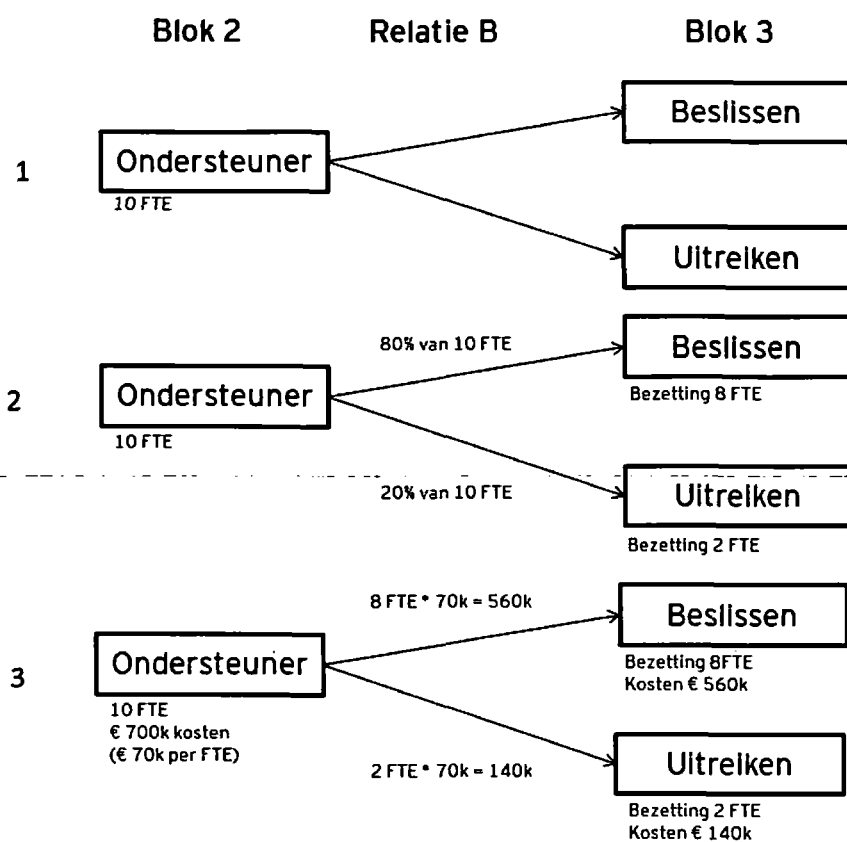 Blok 2 Relatie B Blok 3
1
Ondersteuner
10 FTE
Beslissen
Uitreiken
2
Ondersteuner
10 FTE
80% van 10 FTE
20% van 10 FTE
Beslissen
Bezetting 8 FTE
Uitreiken
Bezetting 2 FTE
3
Ondersteuner
10 FTE
€ 700k kosten
(€ 70k per FTE)
8 FTE * 70k = 560k
2 FTE * 70k = 140k
Beslissen
Bezetting 8FTE
Kosten € 560k
Uitreiken
Bezetting 2 FTE
Kosten € 140k